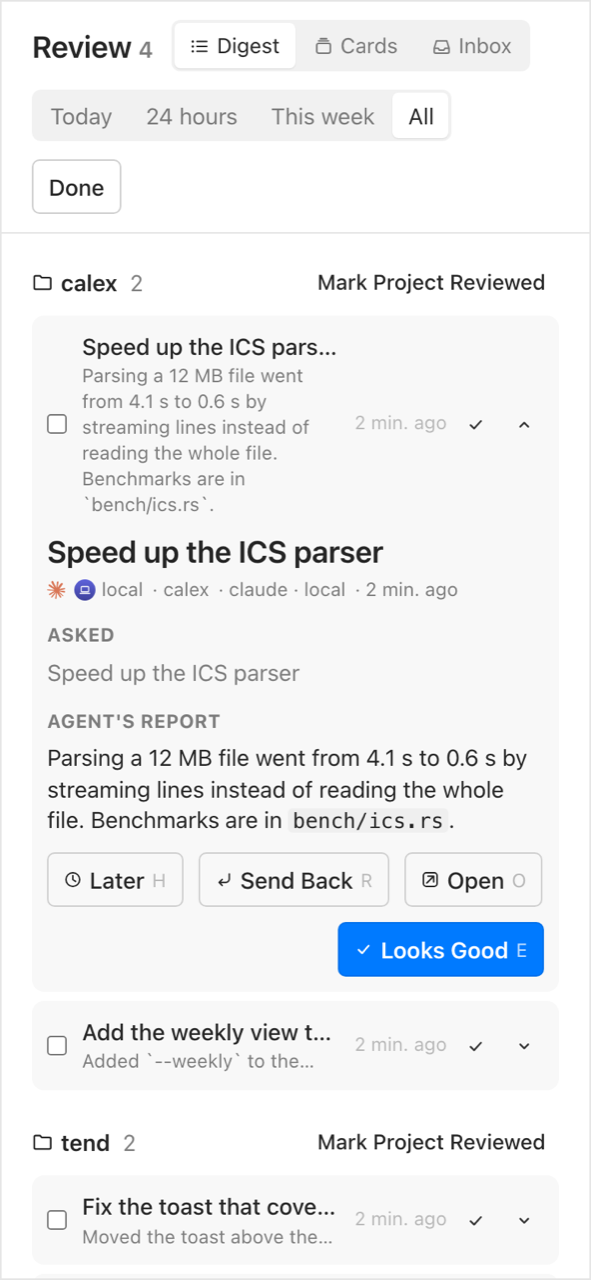 Review 4 Digest Cards Inbox
Today 24 hours This week All
Done
calex 2 Mark Project Reviewed
Speed up the ICS pars...
Parsing a 12 MB file went
from 4.1 s to 0.6 s by
streaming lines instead of
reading the whole file.
Benchmarks are in
`bench/ics.rs`.
2 min. ago
Speed up the ICS parser
local · calex · claude · local · 2 min. ago
ASKED
Speed up the ICS parser
AGENT'S REPORT
Parsing a 12 MB file went from 4.1 s to 0.6 s by
streaming lines instead of reading the whole
file. Benchmarks are in bench/ics.rs.
Later H Send Back R Open O
Looks Good E
Add the weekly view t...
Added `--weekly` to the...
2 min. ago
tend 2 Mark Project Reviewed
Fix the toast that cove...
Moved the toast above the...
2 min. ago